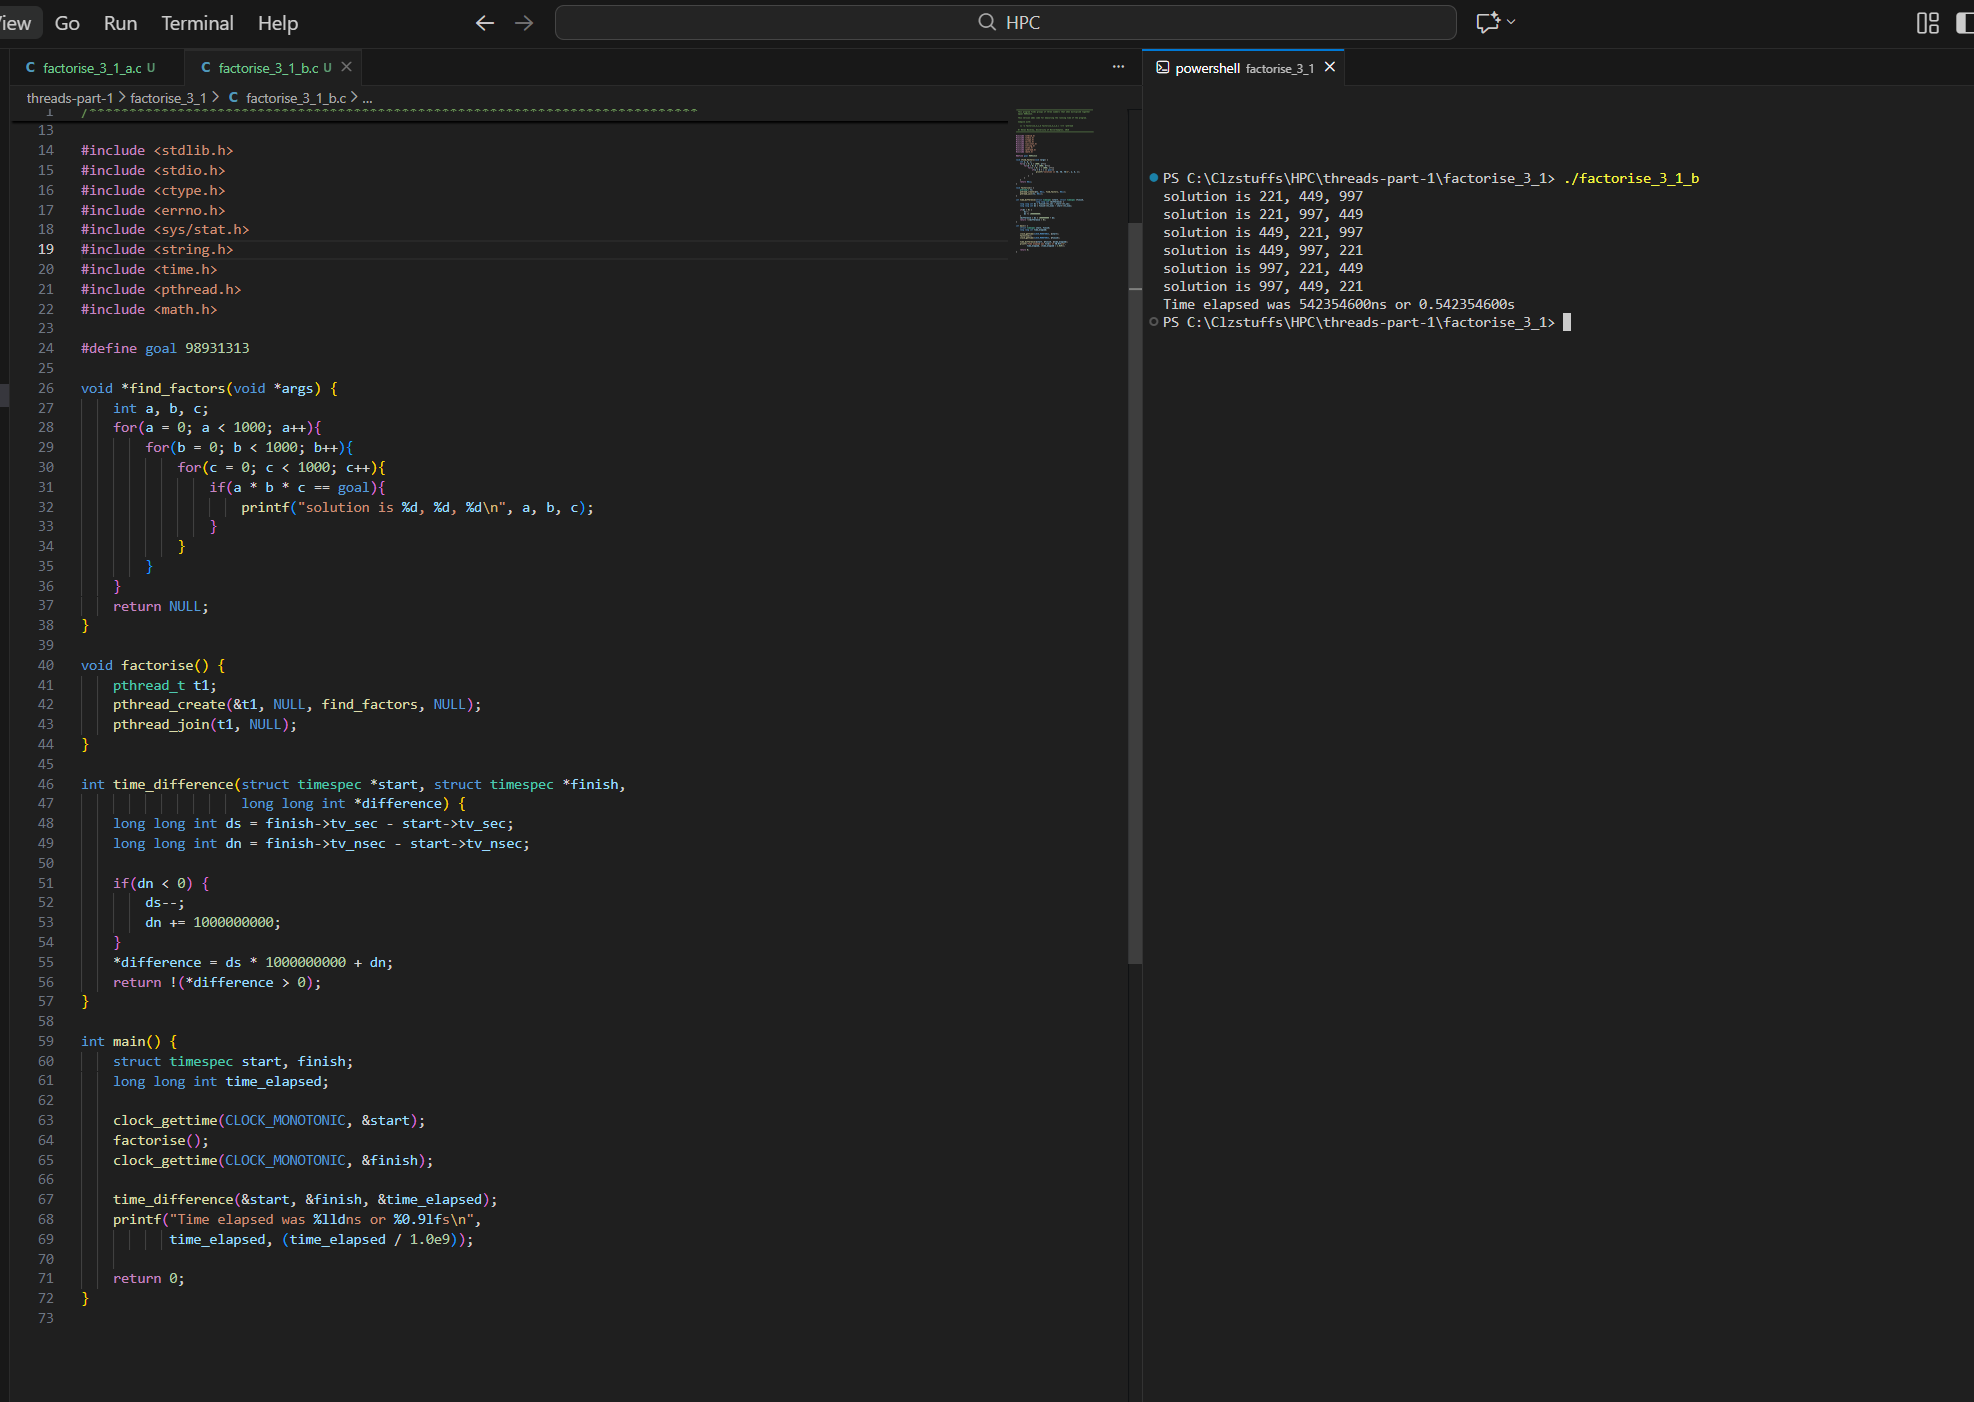 View Go Run Terminal Help
HPC
C factorise_3_1_a.c U
C factorise_3_1_b.c U
powershell factorise_3_1
threads-part-1 > factorise_3_1 > C factorise_3_1_b.c > ...
1
13
14 #include <stdlib.h>
15 #include <stdio.h>
16 #include <ctype.h>
17 #include <errno.h>
18 #include <sys/stat.h>
19 #include <string.h>
20 #include <time.h>
21 #include <pthread.h>
22 #include <math.h>
23
24 #define goal 98931313
25
26 void *find_factors(void *args) {
27 int a, b, c;
28 for(a = 0; a < 1000; a++){
29 for(b = 0; b < 1000; b++){
30 for(c = 0; c < 1000; c++){
31 if(a * b * c == goal){
32 printf("solution is %d, %d, %d\n", a, b, c);
33 }
34 }
35 }
36 }
37 return NULL;
38 }
39
40 void factorise() {
41 pthread_t t1;
42 pthread_create(&t1, NULL, find_factors, NULL);
43 pthread_join(t1, NULL);
44 }
45
46 int time_difference(struct timespec *start, struct timespec *finish,
47 long long int *difference) {
48 long long int ds = finish->tv_sec - start->tv_sec;
49 long long int dn = finish->tv_nsec - start->tv_nsec;
50
51 if(dn < 0) {
52 ds--;
53 dn += 1000000000;
54 }
55 *difference = ds * 1000000000 + dn;
56 return !(*difference > 0);
57 }
58
59 int main() {
60 struct timespec start, finish;
61 long long int time_elapsed;
62
63 clock_gettime(CLOCK_MONOTONIC, &start);
64 factorise();
65 clock_gettime(CLOCK_MONOTONIC, &finish);
66
67 time_difference(&start, &finish, &time_elapsed);
68 printf("Time elapsed was %lldns or %0.9lfs\n",
69 time_elapsed, (time_elapsed / 1.0e9));
70
71 return 0;
72 }
73
PS C:\Clzstuffs\HPC\threads-part-1\factorise_3_1> ./factorise_3_1_b
solution is 221, 449, 997
solution is 221, 997, 449
solution is 449, 221, 997
solution is 449, 997, 221
solution is 997, 221, 449
solution is 997, 449, 221
Time elapsed was 542354600ns or 0.542354600s
PS C:\Clzstuffs\HPC\threads-part-1\factorise_3_1>